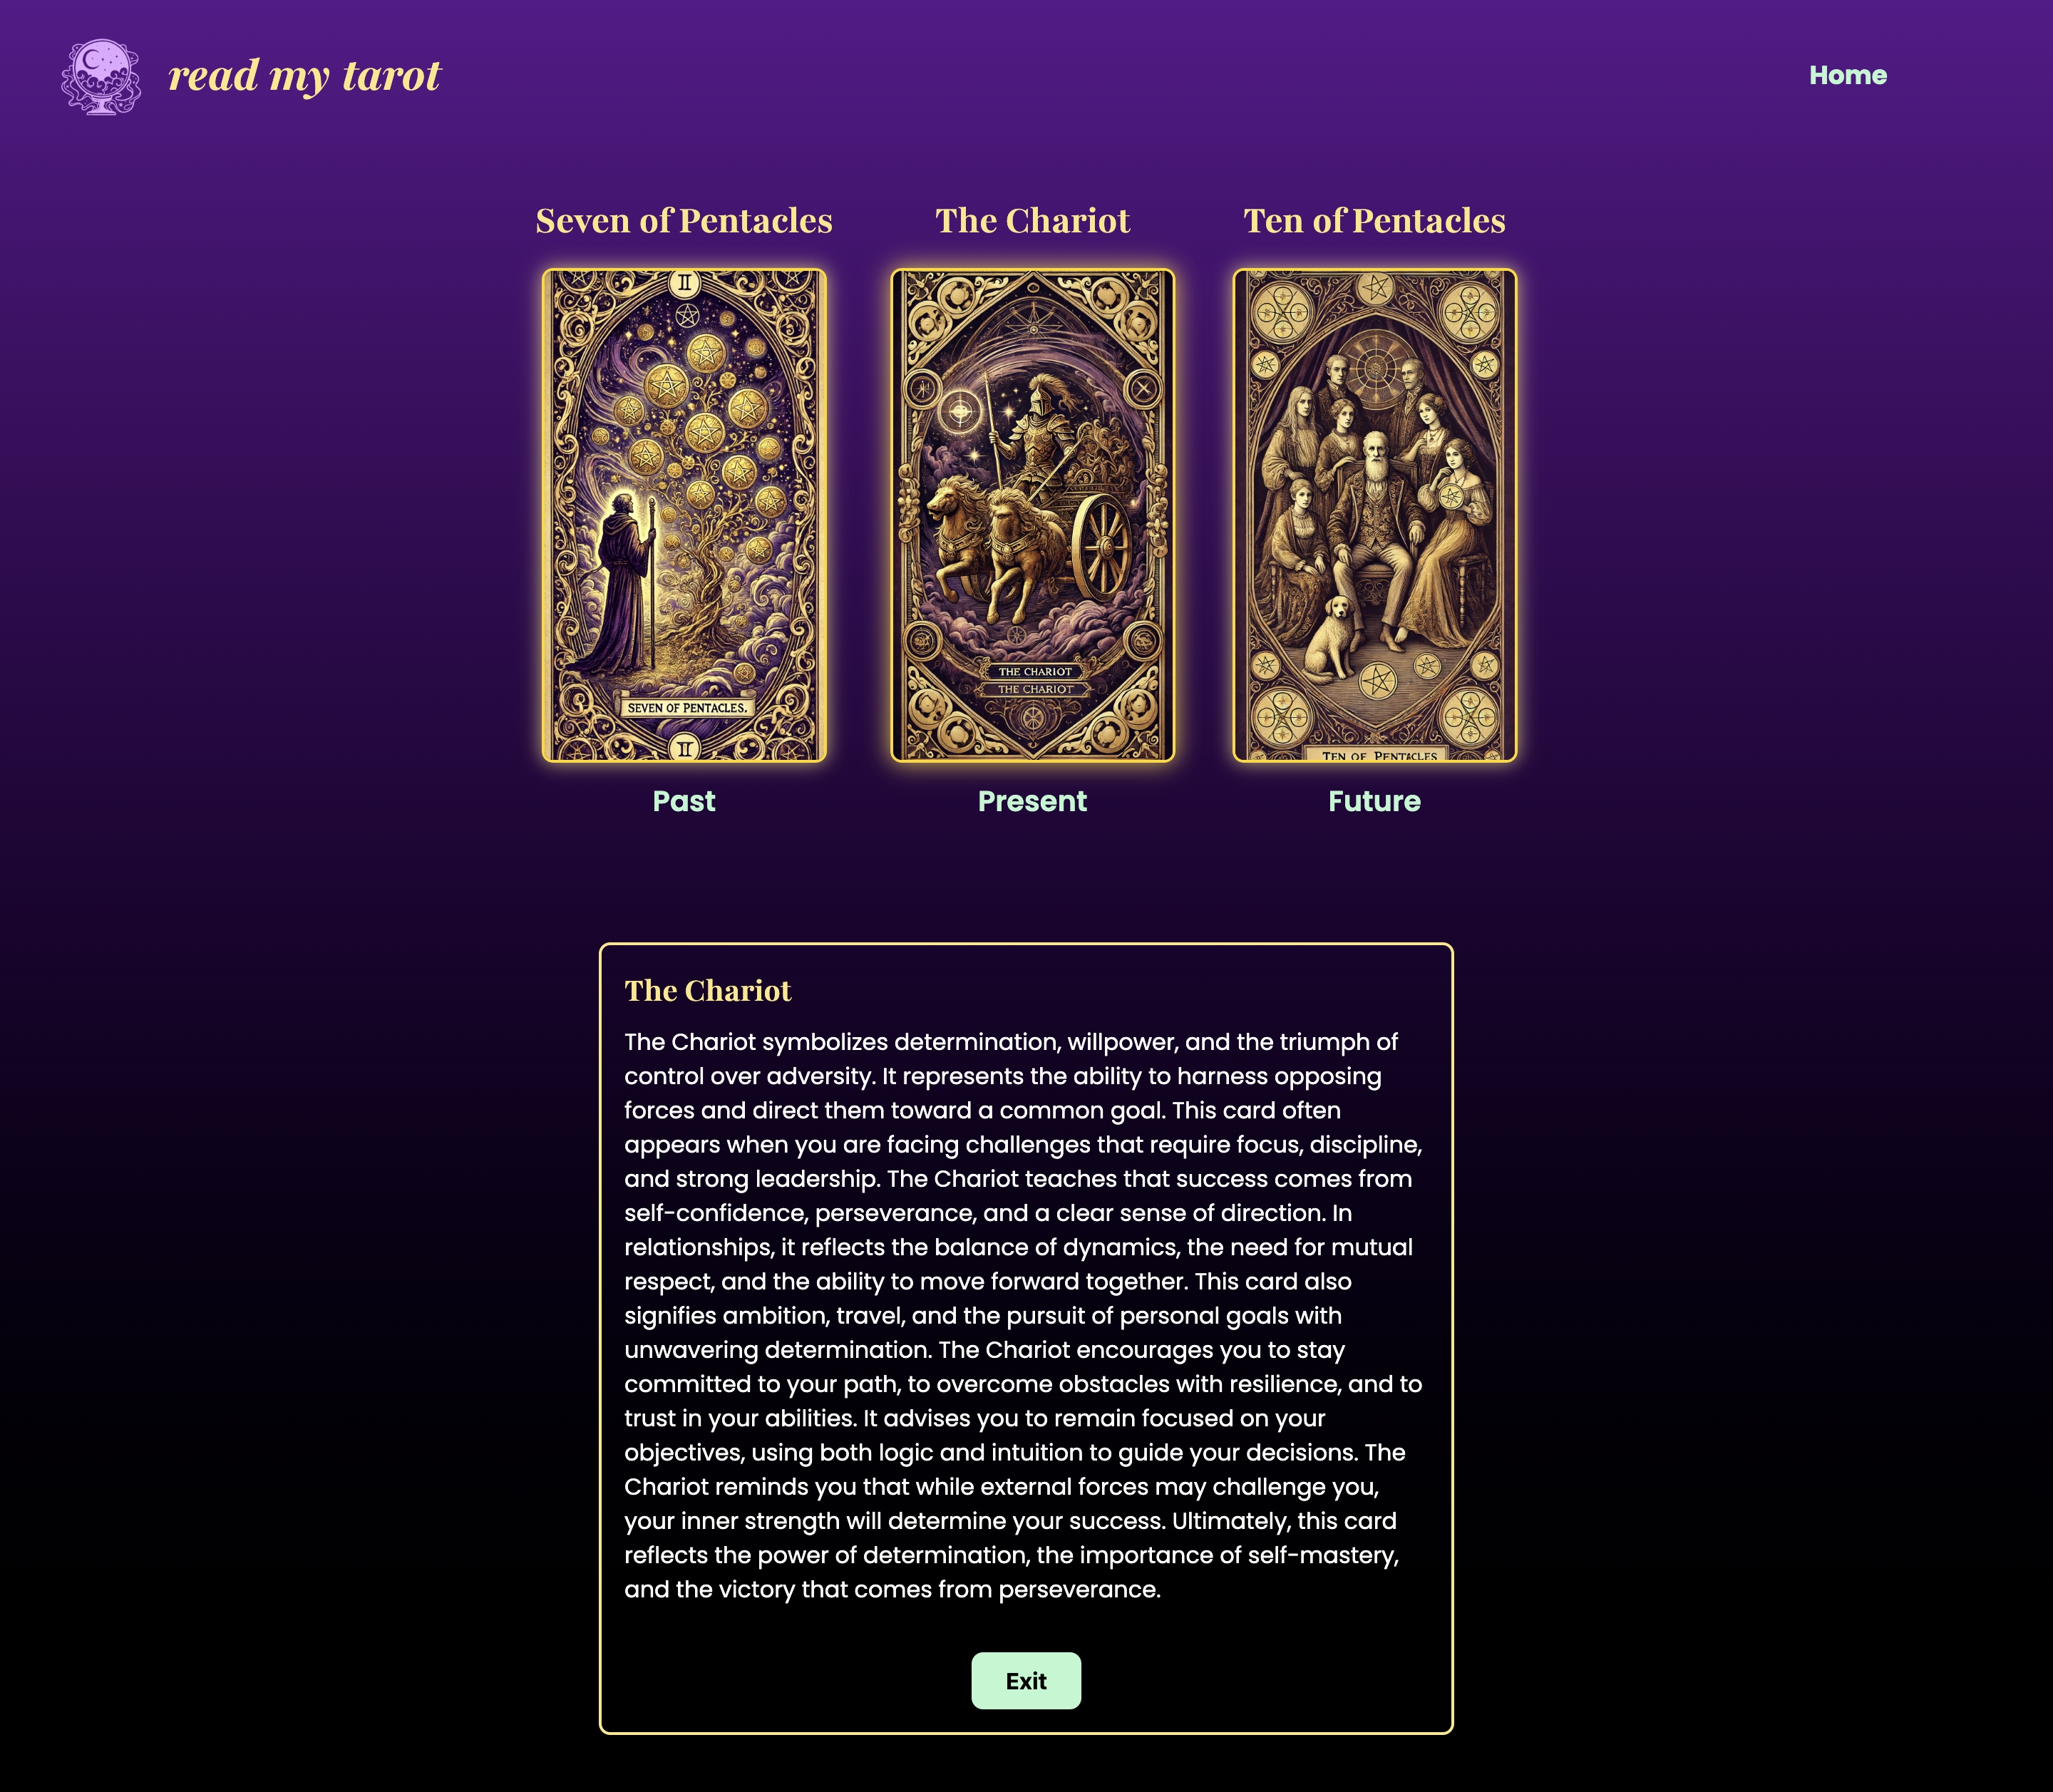 read my tarot
Home
Seven of Pentacles
The Chariot
Ten of Pentacles
II
SEVEN OF PENTACLES.
II
THE CHARIOT
THE CHARIOT
TEN OF PENTACLES
Past
Present
Future
The Chariot
The Chariot symbolizes determination, willpower, and the triumph of
control over adversity. It represents the ability to harness opposing
forces and direct them toward a common goal. This card often
appears when you are facing challenges that require focus, discipline,
and strong leadership. The Chariot teaches that success comes from
self-confidence, perseverance, and a clear sense of direction. In
relationships, it reflects the balance of dynamics, the need for mutual
respect, and the ability to move forward together. This card also
signifies ambition, travel, and the pursuit of personal goals with
unwavering determination. The Chariot encourages you to stay
committed to your path, to overcome obstacles with resilience, and to
trust in your abilities. It advises you to remain focused on your
objectives, using both logic and intuition to guide your decisions. The
Chariot reminds you that while external forces may challenge you,
your inner strength will determine your success. Ultimately, this card
reflects the power of determination, the importance of self-mastery,
and the victory that comes from perseverance.
Exit